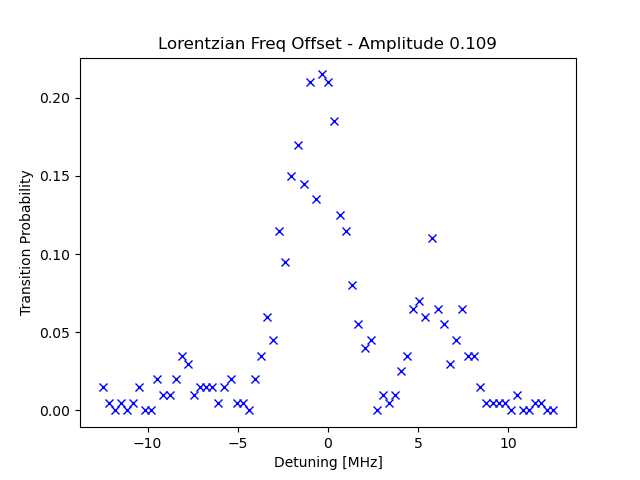 Lorentzian Freq Offset - Amplitude 0.109
0.20
0.15
0.10
0.05
0.00
Transition Probability
−10 −5 0 5 10
Detuning [MHz]